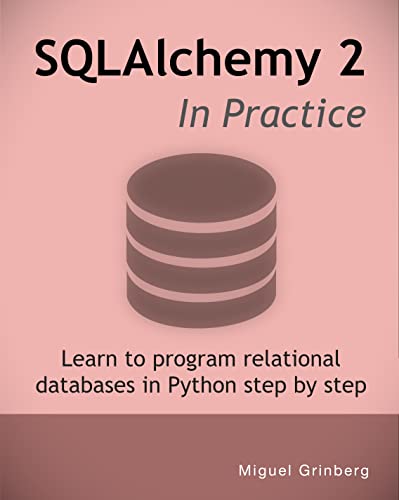 SQLAlchemy 2
In Practice
Learn to program relational
databases in Python step by step
Miguel Grinberg